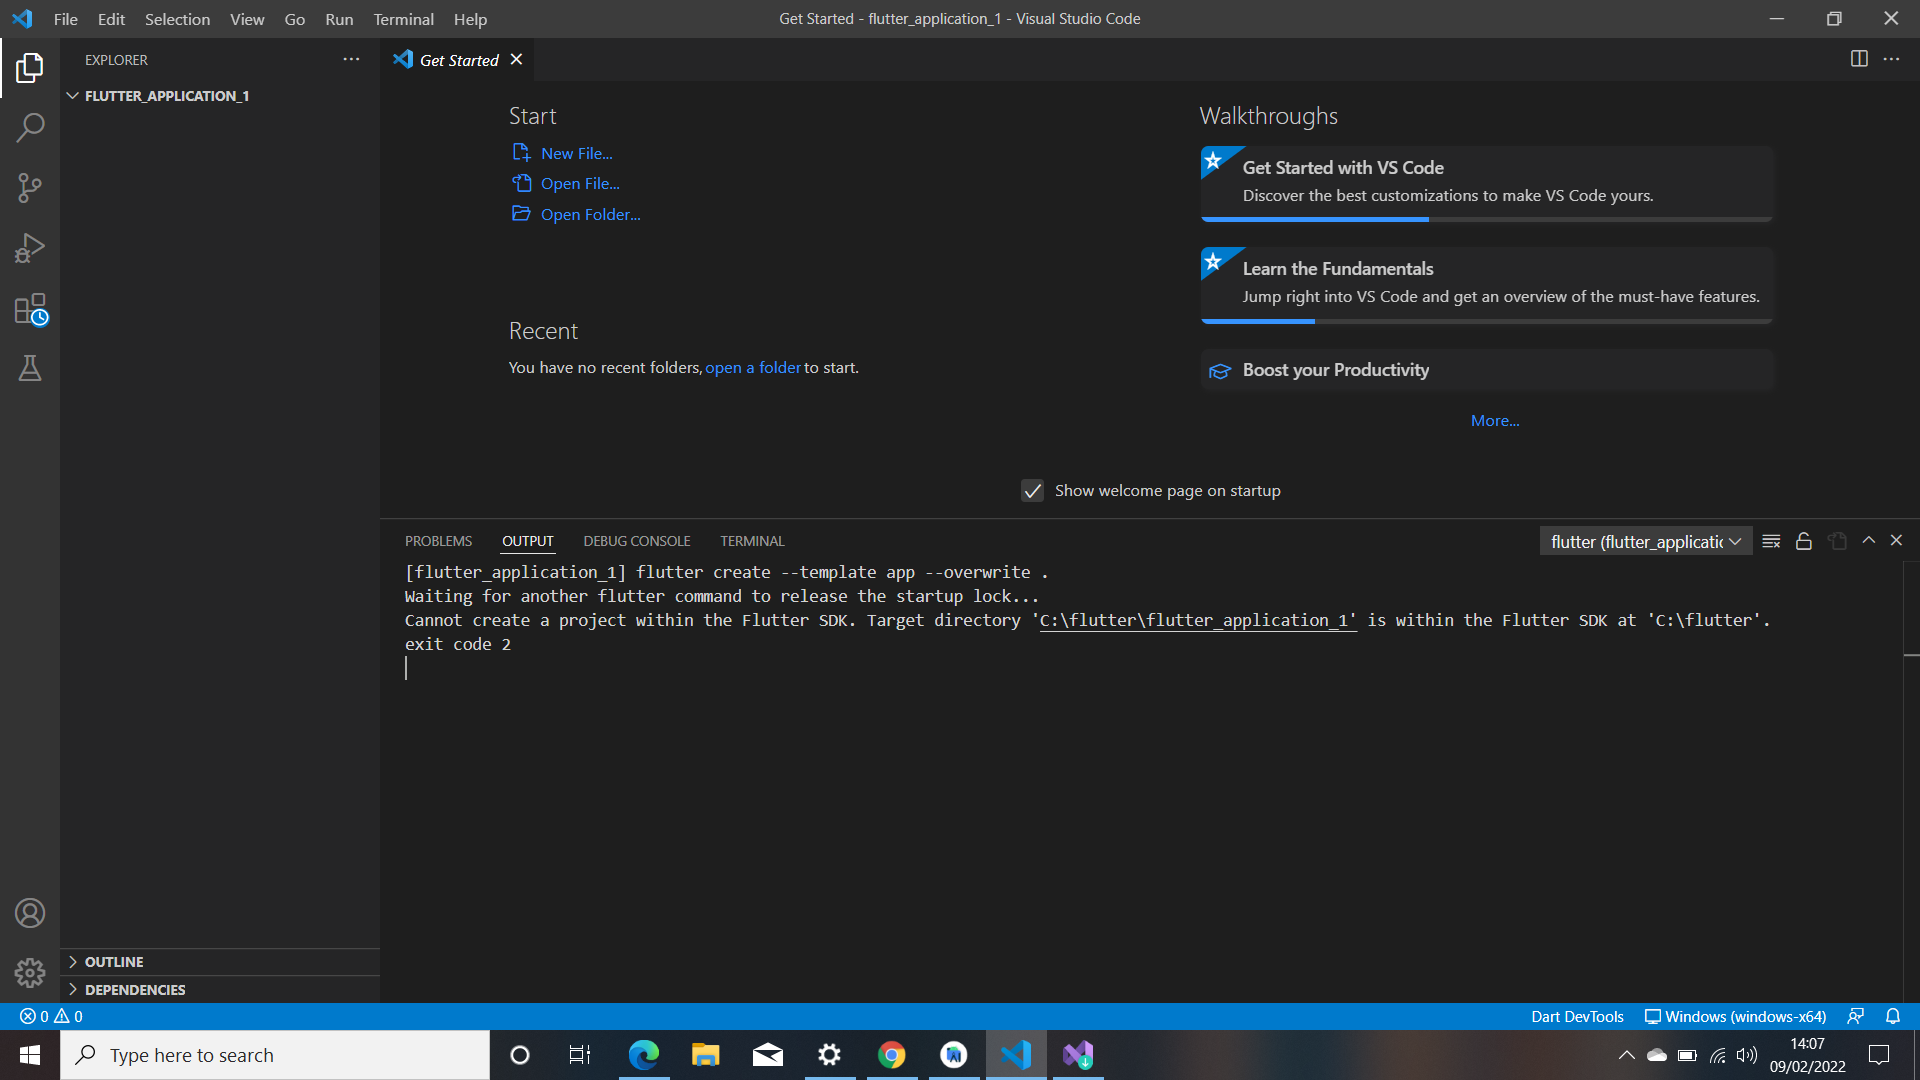 File Edit Selection View Go Run Terminal Help
Get Started - flutter_application_1 - Visual Studio Code
EXPLORER
FLUTTER_APPLICATION_1
Get Started
Start
New File...
Open File...
Open Folder...
Recent
You have no recent folders, open a folder to start.
Walkthroughs
Get Started with VS Code
Discover the best customizations to make VS Code yours.
Learn the Fundamentals
Jump right into VS Code and get an overview of the must-have features.
Boost your Productivity
More...
Show welcome page on startup
PROBLEMS OUTPUT DEBUG CONSOLE TERMINAL
flutter (flutter_applicatic
[flutter_application_1] flutter create --template app --overwrite .
Waiting for another flutter command to release the startup lock...
Cannot create a project within the Flutter SDK. Target directory 'C:\flutter\flutter_application_1' is within the Flutter SDK at 'C:\flutter'.
exit code 2
OUTLINE
DEPENDENCIES
0 0
Dart DevTools
Windows (windows-x64)
Type here to search
14:07
09/02/2022